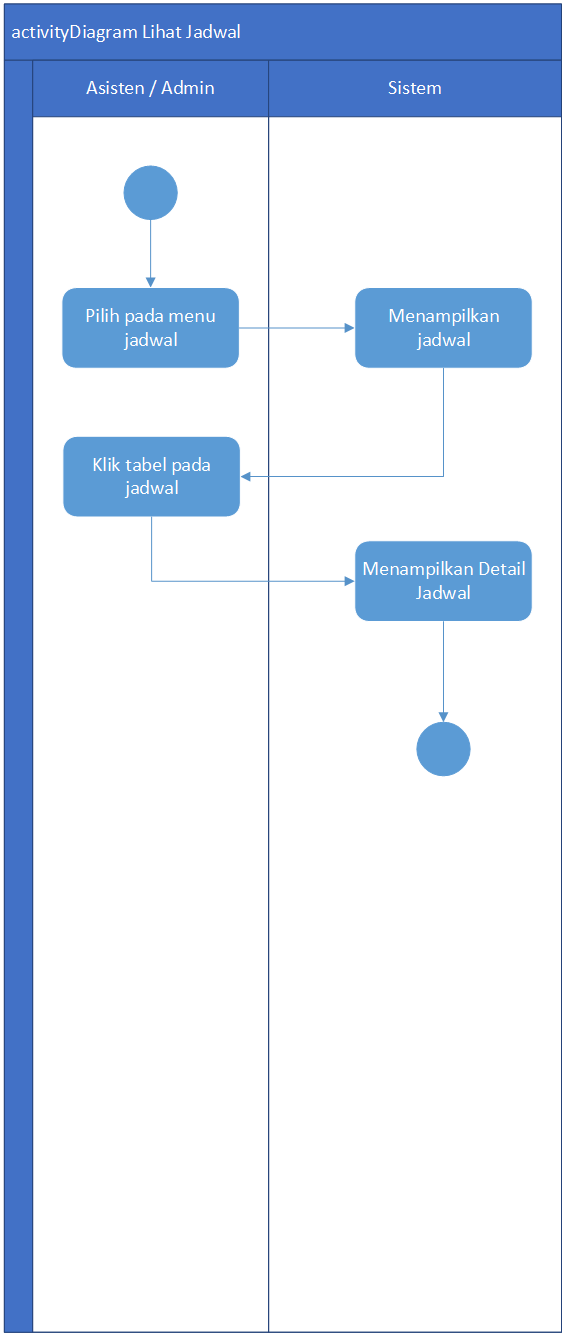 activityDiagram Lihat Jadwal
Asisten / Admin
Sistem
Pilih pada menu
jadwal
Menampilkan
jadwal
Klik tabel pada
jadwal
Menampilkan Detail
Jadwal